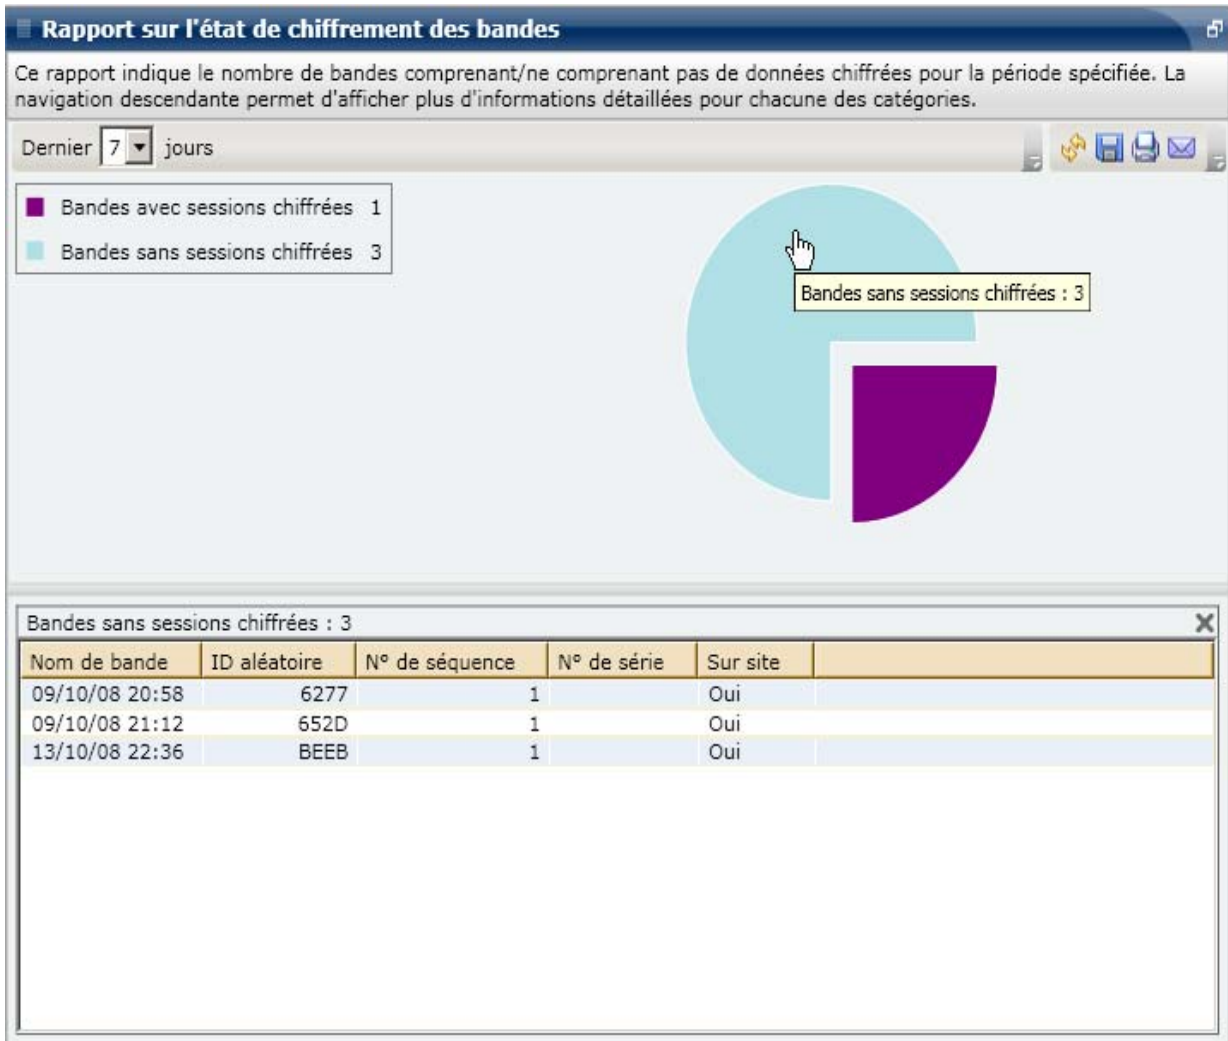 Rapport sur l'état de chiffrement des bandes
Ce rapport indique le nombre de bandes comprenant/ne comprenant pas de données chiffrées pour la période spécifiée. La
navigation descendante permet d'afficher plus d'informations détaillées pour chacune des catégories.
Dernier 7 jours
Bandes avec sessions chiffrées 1
Bandes sans sessions chiffrées 3
Bandes sans sessions chiffrées : 3
Bandes sans sessions chiffrées : 3
Nom de bande ID aléatoire N° de séquence N° de série Sur site
09/10/08 20:58 6277 1 Oui
09/10/08 21:12 652D 1 Oui
13/10/08 22:36 BEEB 1 Oui